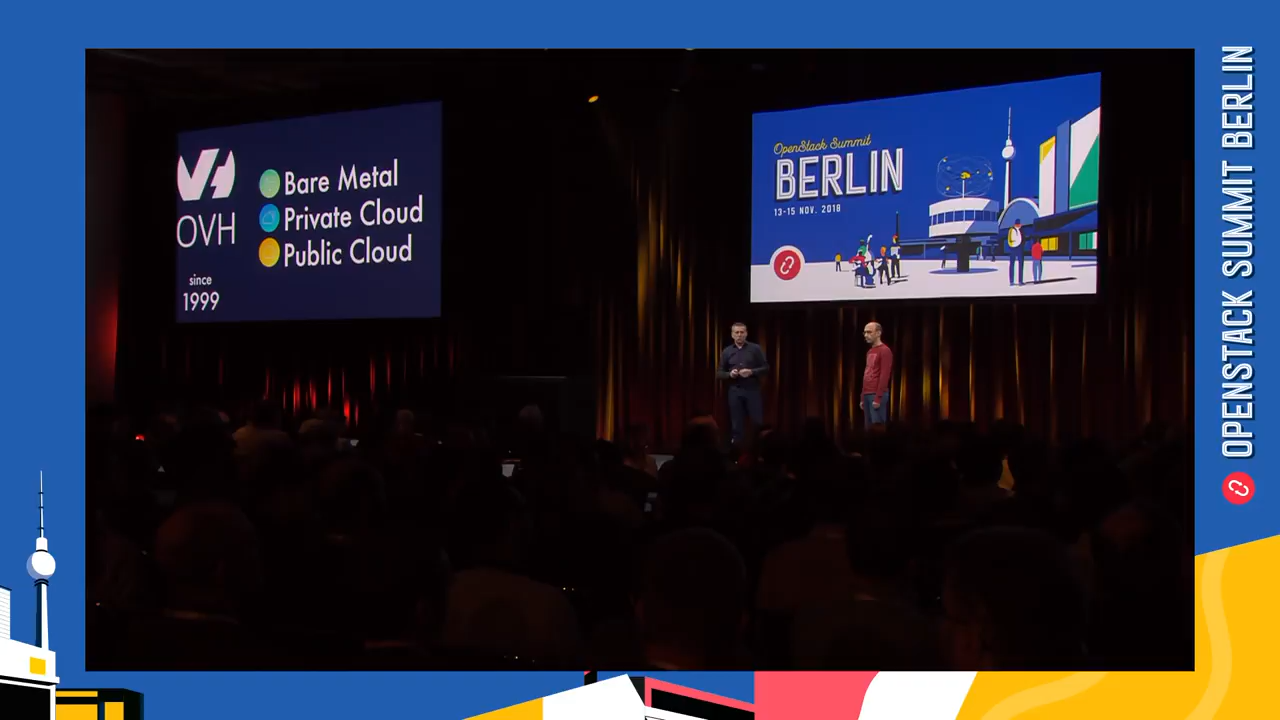 OVH
since
1999
Bare Metal
Private Cloud
Public Cloud
OpenStack Summit
BERLIN
13-15 NOV. 2018
OPENSTACK SUMMIT BERLIN